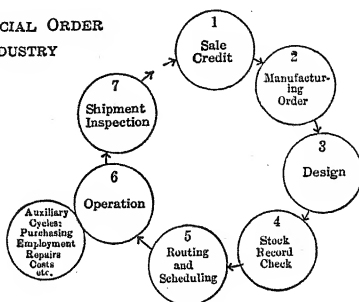 CIAL ORDER
DUSTRY
1
Sale
Credit
2
Manufactur-
ing
Order
3
Design
4
Stock
Record
Check
5
Routing
and
Scheduling
6
Operation
7
Shipment
Inspection
Auxiliary
Cycles:
Purchasing
Employment
Repairs
Costs
etc.